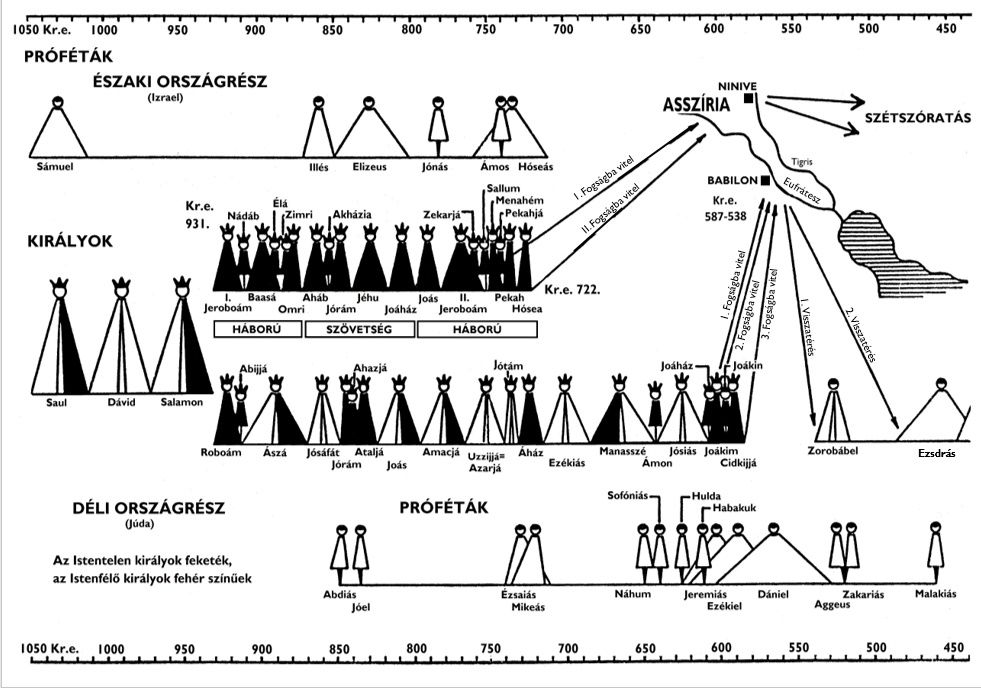 1050 Kr.e. 1000 950 900 850 800 750 700 650 600 550 500 450
PRÓFÉTÁK
ÉSZAKI ORSZÁGRÉSZ
(Izrael)
Sámuel Illés Elizeus Jónás Ámos Hóseás
NINIVE
ASSZÍRIA
SZÉTSZÓRATÁS
Tigris
BABILON
Eufrátesz
Kr.e.
587-538
I. Fogságba vitel
II. Fogságba vitel
Kr.e.
931.
Nádáb
Élá
Zimri
Akházia
Zekarjá
Sallum
Menahém
Pekahjá
KIRÁLYOK
I.
Jeroboám
Baasá
Omri
Aháb
Jórám
Jéhu
Joáház
Joás
II.
Jeroboám
Pekah
Hósea
Kr.e. 722.
HÁBORÚ SZÖVETSÉG HÁBORÚ
1. Fogságba vitel
2. Fogságba vitel
3. Fogságba vitel
1. Visszatérés
2. Visszatérés
Saul Dávid Salamon
Abijjá
Ahazjá
Jótám
Joáház
Joákin
Roboám
Ászá
Jósáfát
Jórám
Ataljá
Joás
Amacjá
Uzzijjá=
Azarjá
Áház
Ezékiás
Manasszé
Ámon
Jósiás
Joákim
Cidkijjá
Zorobábel
Ezsdrás
DÉLI ORSZÁGRÉSZ
(Júda)
PRÓFÉTÁK
Az Istentelen királyok feketék,
az Istenfélő királyok fehér színűek
Sofóniás
Hulda
Habakuk
Abdiás
Jóel
Ézsaiás
Mikeás
Náhum
Jeremiás
Ezékiel
Dániel
Aggeus
Zakariás
Malakiás
1050 Kr.e. 1000 950 900 850 800 750 700 650 600 550 500 450